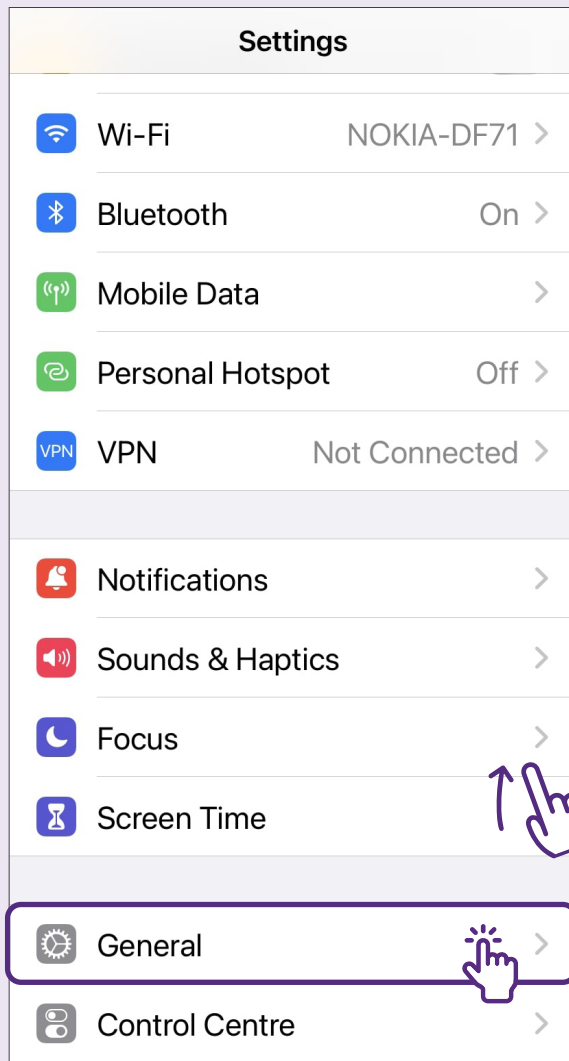 Settings
Wi-Fi NOKIA-DF71
Bluetooth On
Mobile Data
Personal Hotspot Off
VPN VPN Not Connected
Notifications
Sounds & Haptics
Focus
Screen Time
General
Control Centre